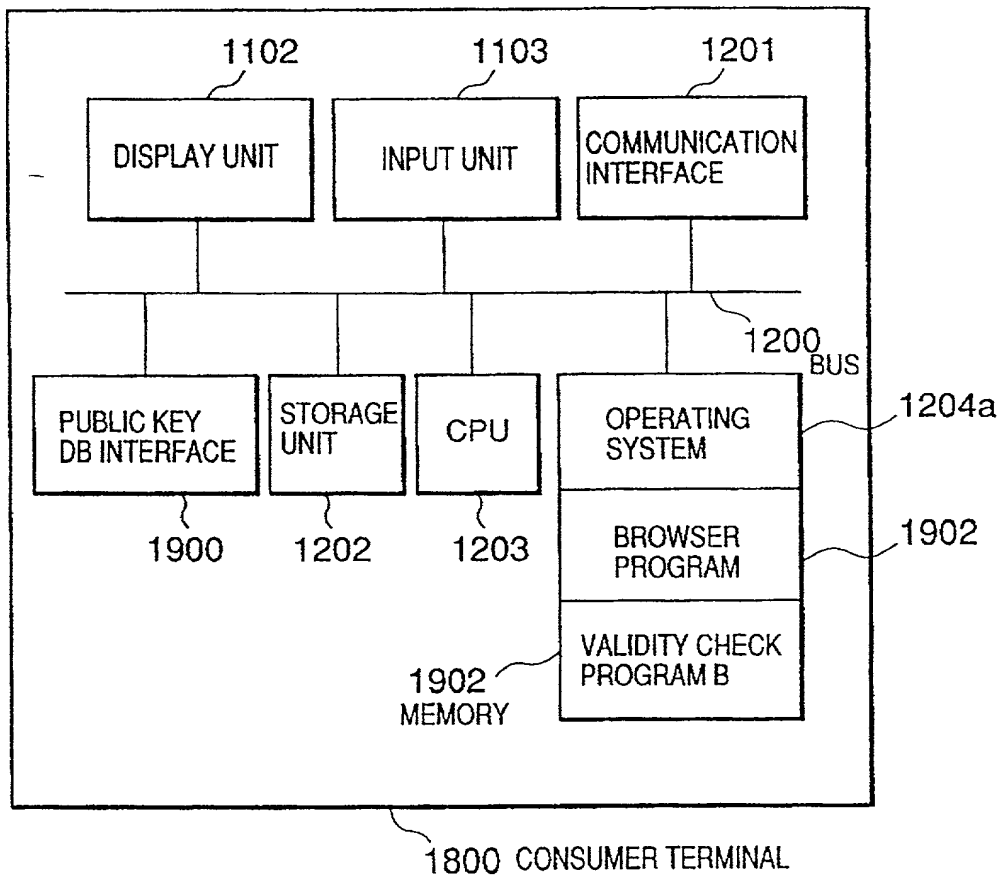 1102
1103
1201
DISPLAY UNIT
INPUT UNIT
COMMUNICATION
INTERFACE
1200
BUS
PUBLIC KEY
DB INTERFACE
STORAGE
UNIT
CPU
OPERATING
SYSTEM
1204a
1900
1202
1203
BROWSER
PROGRAM
1902
VALIDITY CHECK
PROGRAM B
1902
MEMORY
1800 CONSUMER TERMINAL